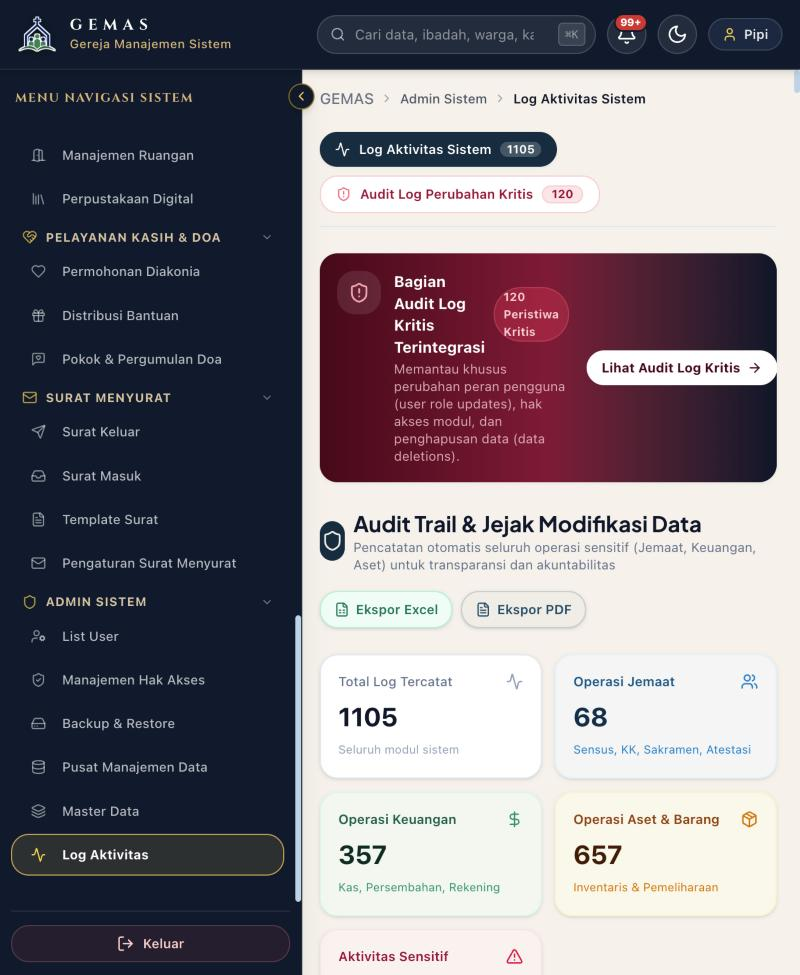 GEMAS
Gereja Manajemen Sistem
Cari data, ibadah, warga, ka
⌘K
99+
Pipi
MENU NAVIGASI SISTEM
Manajemen Ruangan
Perpustakaan Digital
PELAYANAN KASIH & DOA
Permohonan Diakonia
Distribusi Bantuan
Pokok & Pergumulan Doa
SURAT MENYURAT
Surat Keluar
Surat Masuk
Template Surat
Pengaturan Surat Menyurat
ADMIN SISTEM
List User
Manajemen Hak Akses
Backup & Restore
Pusat Manajemen Data
Master Data
Log Aktivitas
Keluar
GEMAS > Admin Sistem > Log Aktivitas Sistem
Log Aktivitas Sistem 1105
Audit Log Perubahan Kritis 120
Bagian
Audit Log
Kritis
Terintegrasi
120
Peristiwa
Kritis
Memantau khusus
perubahan peran pengguna
(user role updates), hak
akses modul, dan
penghapusan data (data
deletions).
Lihat Audit Log Kritis →
Audit Trail & Jejak Modifikasi Data
Pencatatan otomatis seluruh operasi sensitif (Jemaat, Keuangan,
Aset) untuk transparansi dan akuntabilitas
Ekspor Excel
Ekspor PDF
Total Log Tercatat
1105
Seluruh modul sistem
Operasi Jemaat
68
Sensus, KK, Sakramen, Atestasi
Operasi Keuangan
357
Kas, Persembahan, Rekening
Operasi Aset & Barang
657
Inventaris & Pemeliharaan
Aktivitas Sensitif